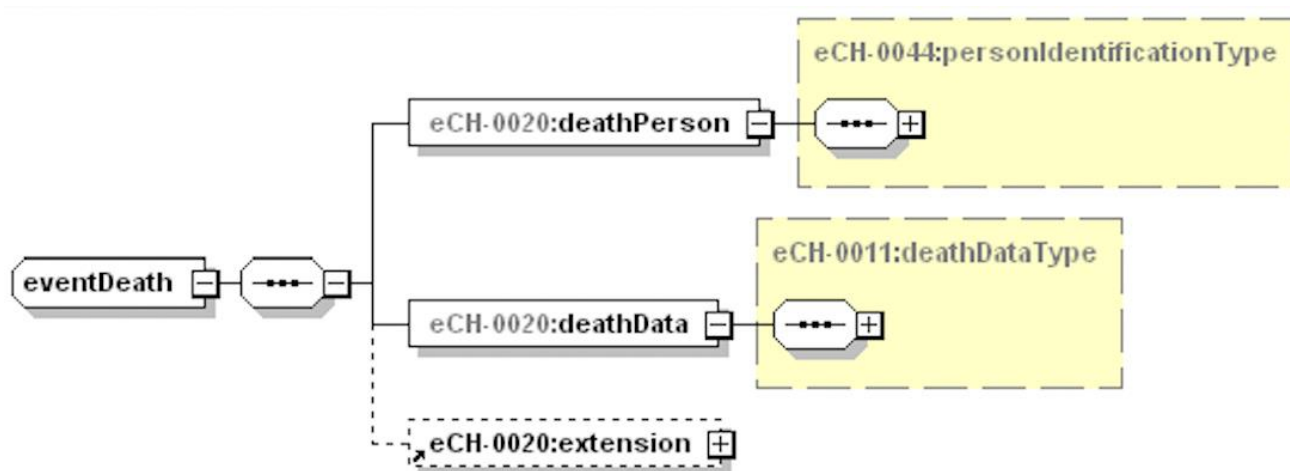 eCH-0044:personIdentificationType
eCH-0020:deathPerson
eCH-0011:deathDataType
eventDeath
eCH-0020:deathData
eCH-0020:extension